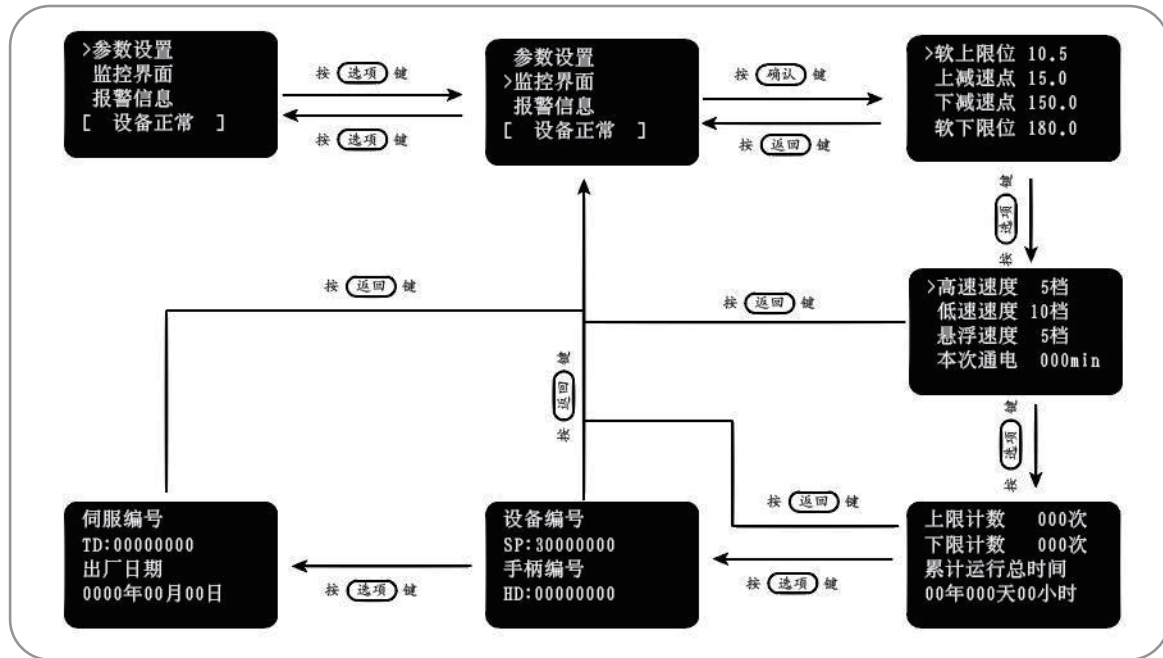 >参数设置
监控界面
报警信息
[ 设备正常 ]
按 选项 键
按 选项 键
参数设置
>监控界面
报警信息
[ 设备正常 ]
按 确认 键
按 返回 键
>软上限位 10.5
上减速点 15.0
下减速点 150.0
软下限位 180.0
按 选项 键
>高速速度 5档
低速速度 10档
悬浮速度 5档
本次通电 000min
按 返回 键
按 返回 键
按 返回 键
按 选项 键
上限计数 000次
下限计数 000次
累计运行总时间
00年000天00小时
按 返回 键
按 选项 键
设备编号
SP:30000000
手柄编号
HD:00000000
按 选项 键
伺服编号
TD:00000000
出厂日期
0000年00月00日